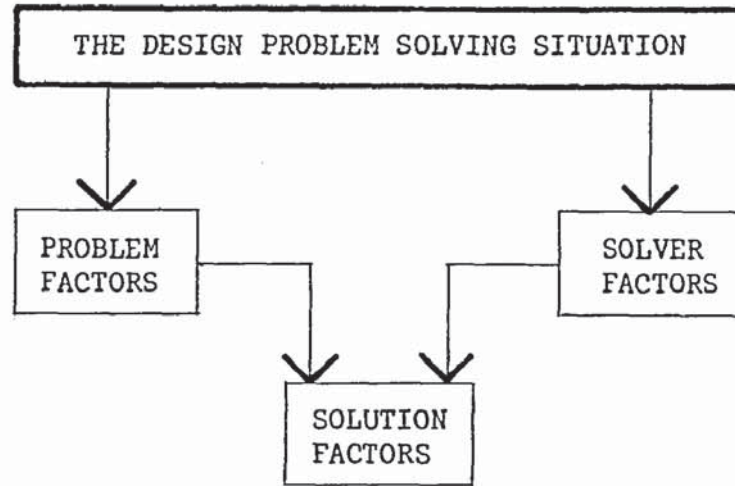 THE DESIGN PROBLEM SOLVING SITUATION
PROBLEM
FACTORS
SOLVER
FACTORS
SOLUTION
FACTORS